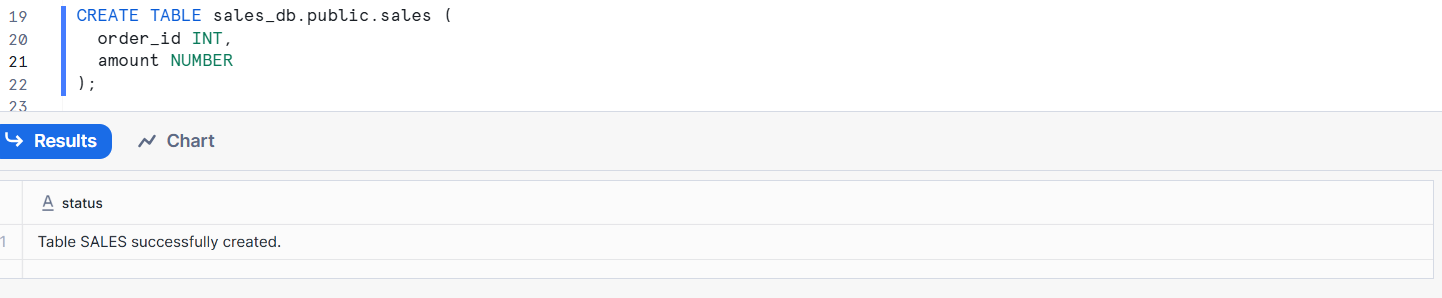 19 CREATE TABLE sales_db.public.sales (
20 order_id INT,
21 amount NUMBER
22 );
23
Results Chart
A status
1 Table SALES successfully created.